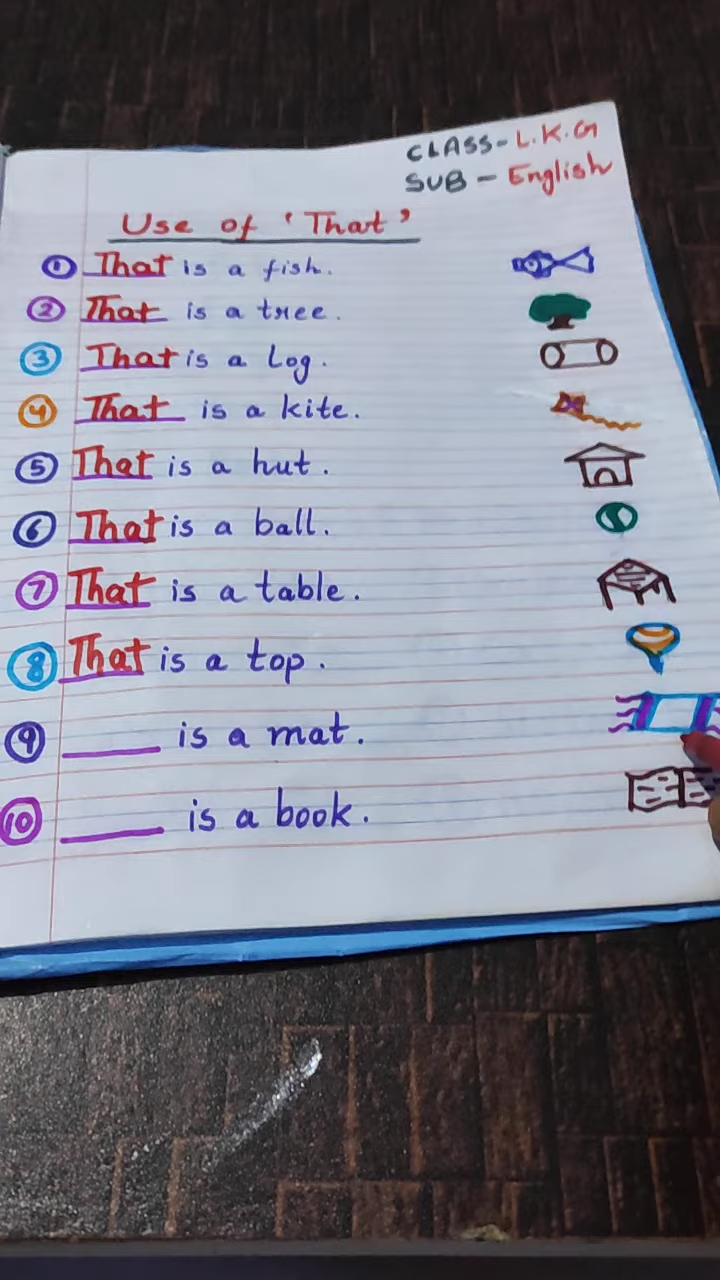 CLASS- L.K.G
SUB - English
Use of 'That'
1 That is a fish.
2 That is a tree.
3 That is a Log.
4 That is a kite.
5 That is a hut.
6 That is a ball.
7 That is a table.
8 That is a top.
9 ____ is a mat.
10 ____ is a book.